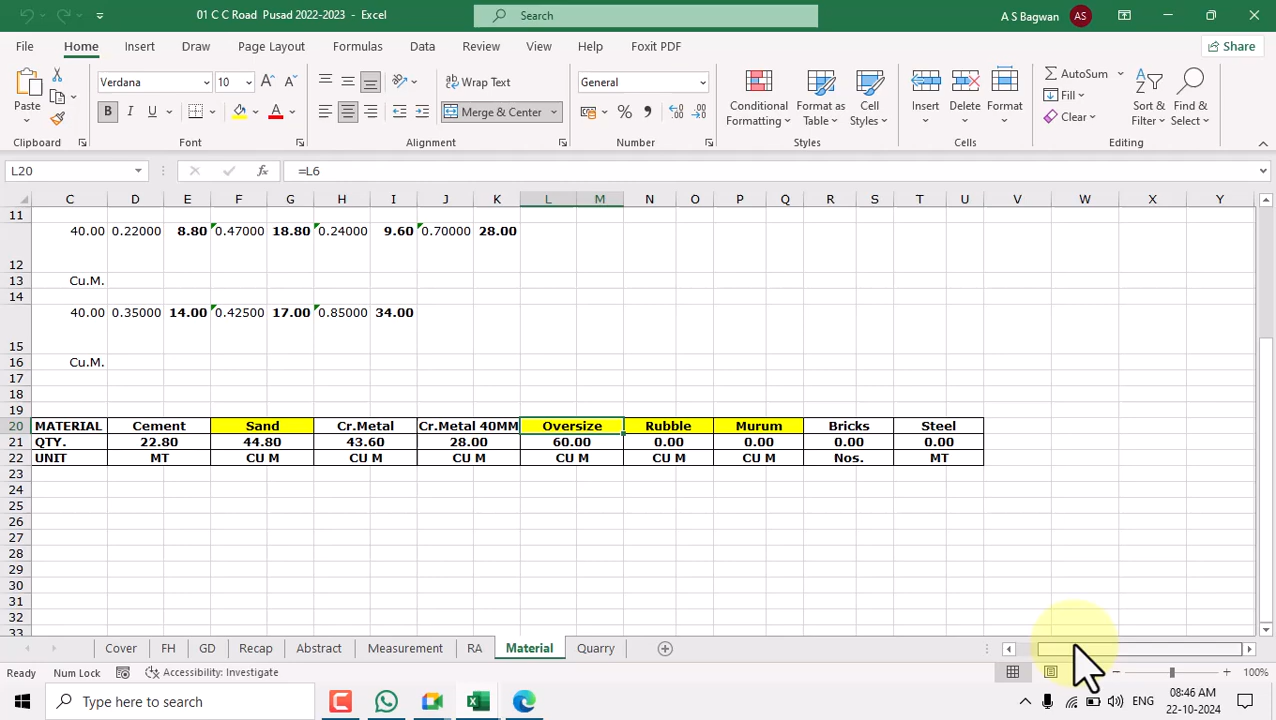 01 C C Road Pusad 2022-2023 - Excel
Search
A S Bagwan
AS
File Home Insert Draw Page Layout Formulas Data Review View Help Foxit PDF
Share
Paste
Clipboard
Verdana 10 A A
B I U A
Font
Wrap Text
Merge & Center
Alignment
General
% ,
Number
Conditional Formatting
Format as Table
Cell Styles
Styles
Insert Delete Format
Cells
AutoSum
Fill
Clear
Sort & Filter
Find & Select
Editing
L20 fx =L6
C D E F G H I J K L M N O P Q R S T U V W X Y
11
12 40.00 0.22000 8.80 0.47000 18.80 0.24000 9.60 0.70000 28.00
13 Cu.M.
14
15 40.00 0.35000 14.00 0.42500 17.00 0.85000 34.00
16 Cu.M.
17
18
19
20 MATERIAL Cement Sand Cr.Metal Cr.Metal 40MM Oversize Rubble Murum Bricks Steel
21 QTY. 22.80 44.80 43.60 28.00 60.00 0.00 0.00 0.00 0.00
22 UNIT MT CU M CU M CU M CU M CU M CU M Nos. MT
23
24
25
26
27
28
29
30
31
32
33
Cover FH GD Recap Abstract Measurement RA Material Quarry
Ready Num Lock Accessibility: Investigate 100%
Type here to search
ENG
8:46 AM
22-10-2024